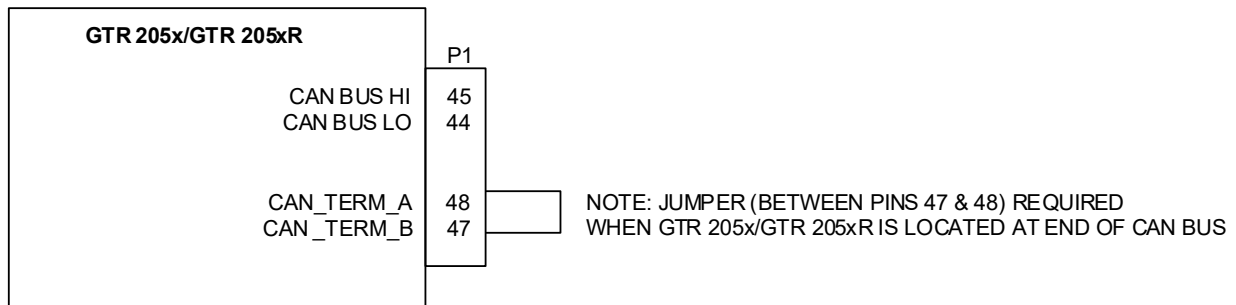 GTR 205x/GTR 205xR
P1
CAN BUS HI 45
CAN BUS LO 44
CAN_TERM_A 48
CAN _TERM_B 47
NOTE: JUMPER (BETWEEN PINS 47 & 48) REQUIRED
WHEN GTR 205x/GTR 205xR IS LOCATED AT END OF CAN BUS